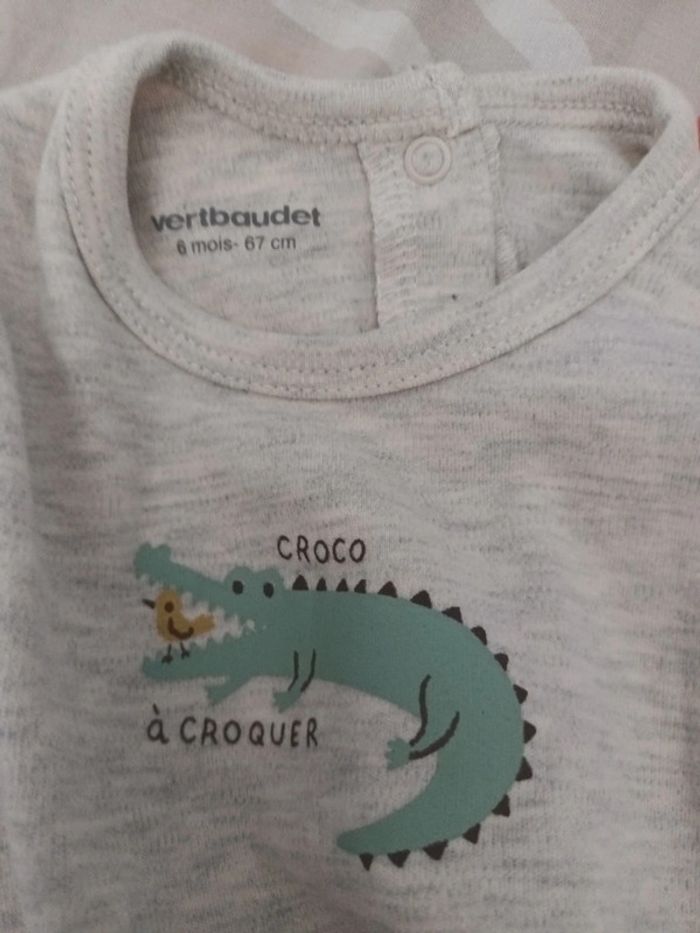 vertbaudet
6 mois- 67 cm
CROCO
à CROQUER